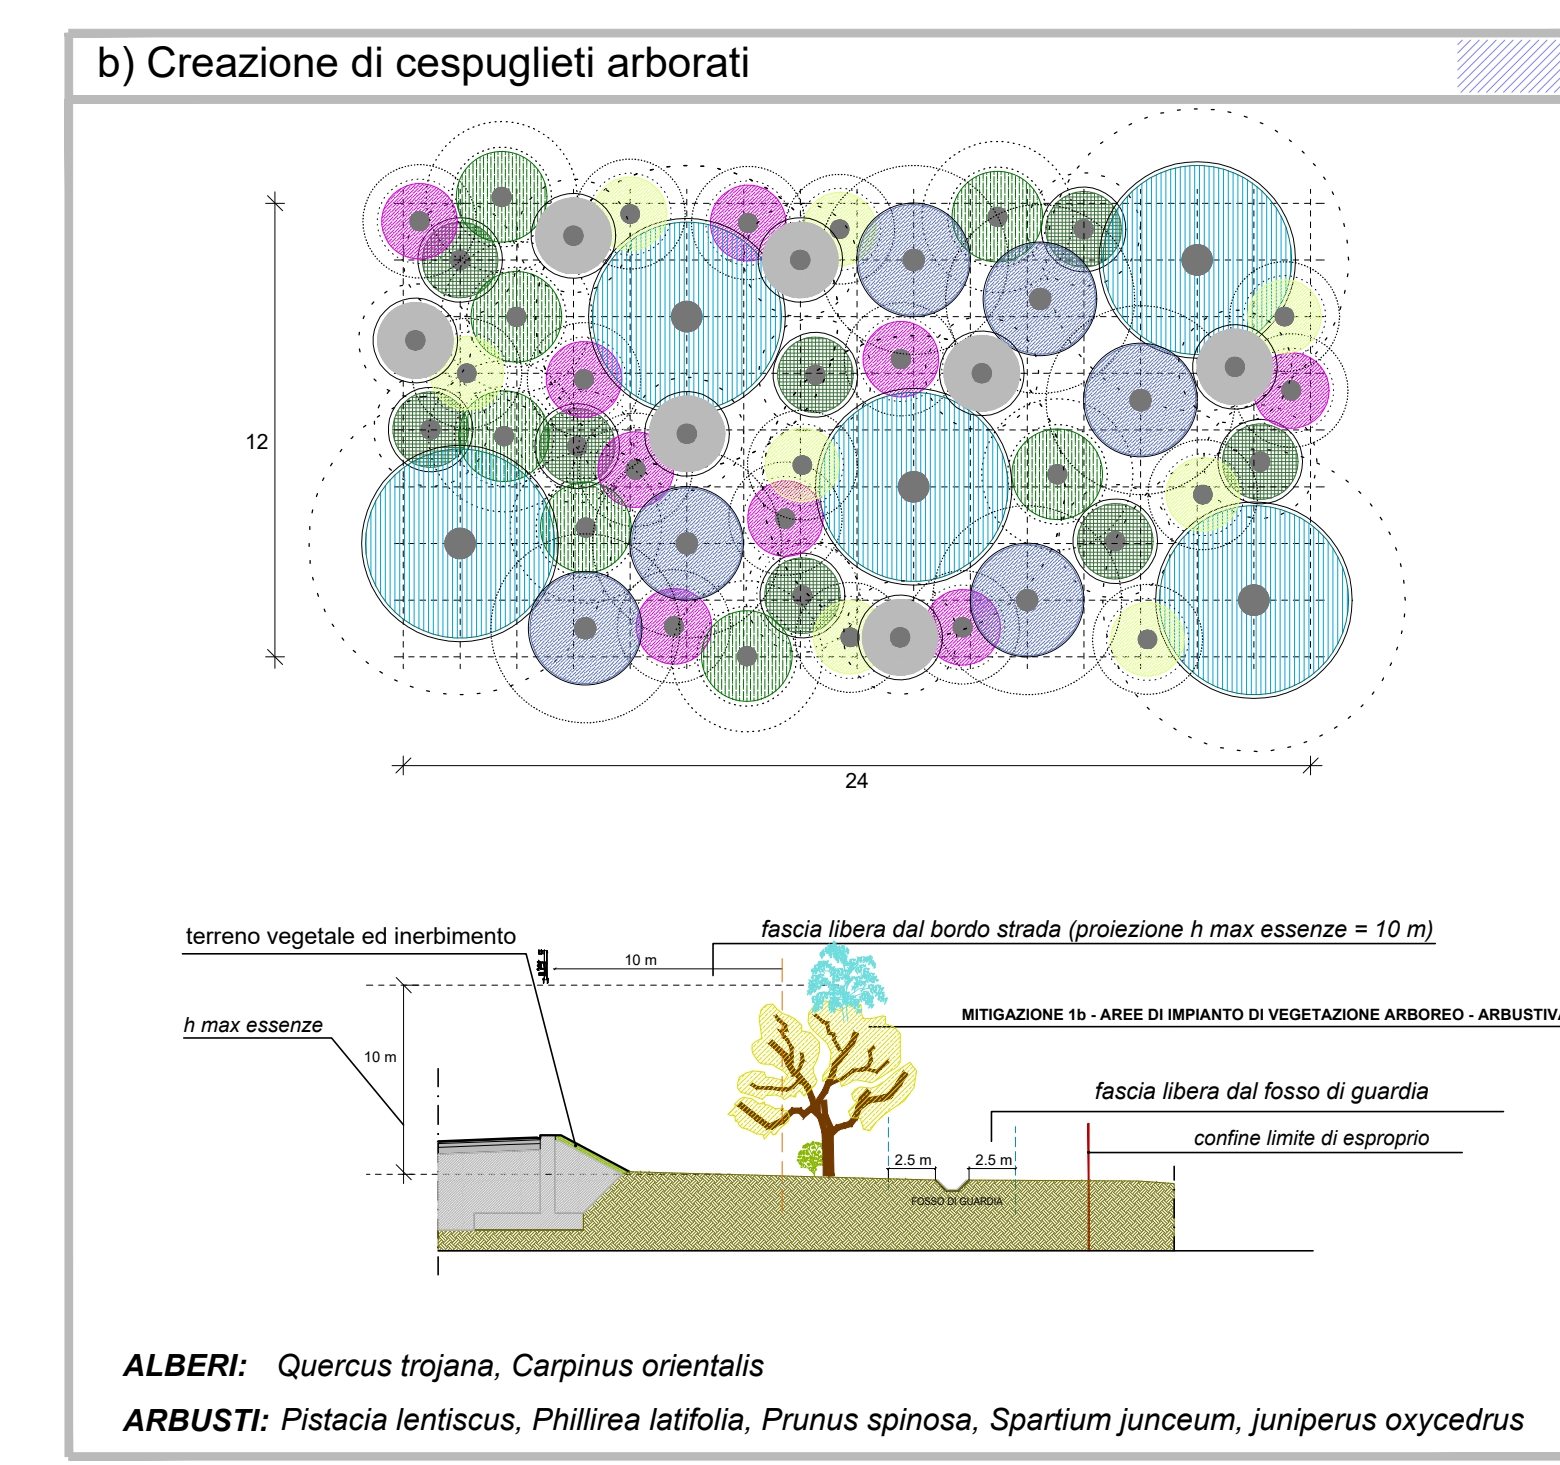 b) Creazione di cespuglieti arborati
12
24
fascia libera dal bordo strada (proiezione h max essenze = 10 m)
terreno vegetale ed inerbimento
10 m
h max essenze
MITIGAZIONE 1b - AREE DI IMPIANTO DI VEGETAZIONE ARBOREO - ARBUSTIVA
10 m
fascia libera dal fosso di guardia
confine limite di esproprio
2.5 m 2.5 m
FOSSO DI GUARDIA
ALBERI: Quercus trojana, Carpinus orientalis
ARBUSTI: Pistacia lentiscus, Phillirea latifolia, Prunus spinosa, Spartium junceum, juniperus oxycedrus